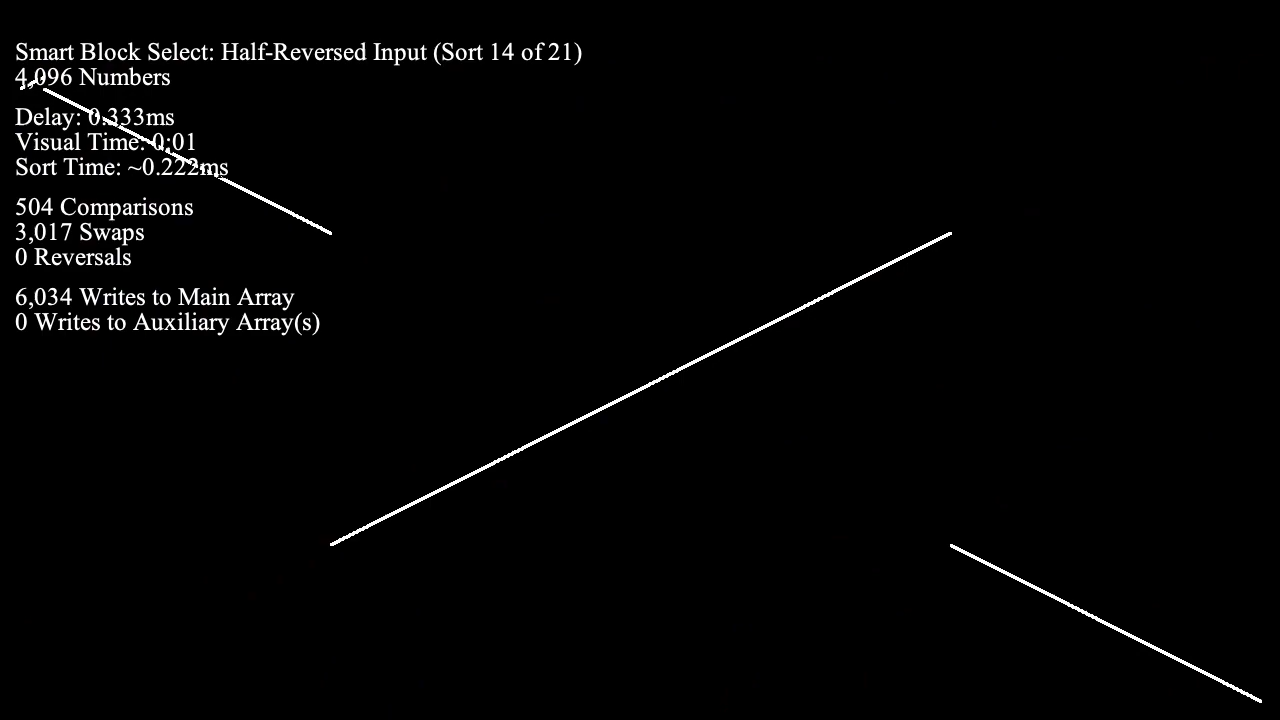 Smart Block Select: Half-Reversed Input (Sort 14 of 21)
4,096 Numbers
Delay: 0.333ms
Visual Time: 0:01
Sort Time: ~0.222ms
504 Comparisons
3,017 Swaps
0 Reversals
6,034 Writes to Main Array
0 Writes to Auxiliary Array(s)